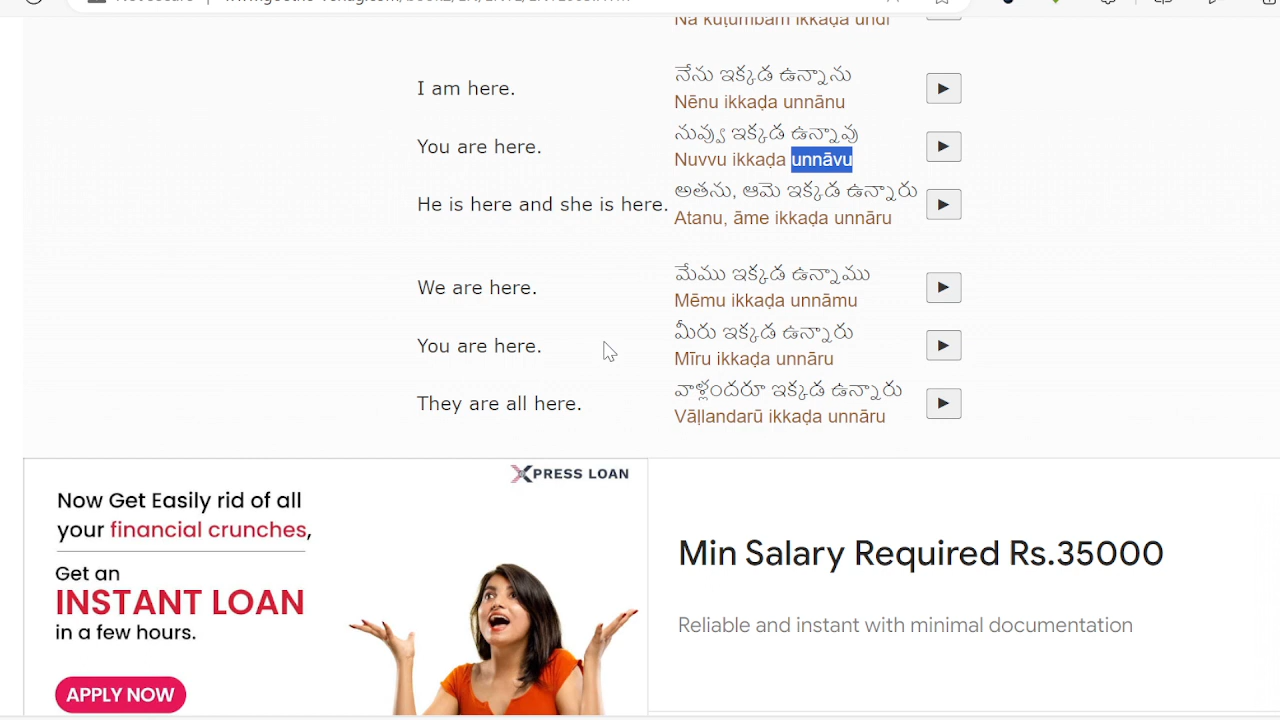 Nā kuṭumbaṁ ikkaḍa undi
I am here.
నేను ఇక్కడ ఉన్నాను
Nēnu ikkaḍa unnānu
You are here.
నువ్వు ఇక్కడ ఉన్నావు
Nuvvu ikkaḍa unnāvu
He is here and she is here.
అతను, ఆమె ఇక్కడ ఉన్నారు
Atanu, āme ikkaḍa unnāru
We are here.
మేము ఇక్కడ ఉన్నాము
Mēmu ikkaḍa unnāmu
You are here.
మీరు ఇక్కడ ఉన్నారు
Mīru ikkaḍa unnāru
They are all here.
వాళ్లందరూ ఇక్కడ ఉన్నారు
Vāḷlandarū ikkaḍa unnāru
XPRESS LOAN
Now Get Easily rid of all
your financial crunches,
Get an
INSTANT LOAN
in a few hours.
APPLY NOW
Min Salary Required Rs.35000
Reliable and instant with minimal documentation